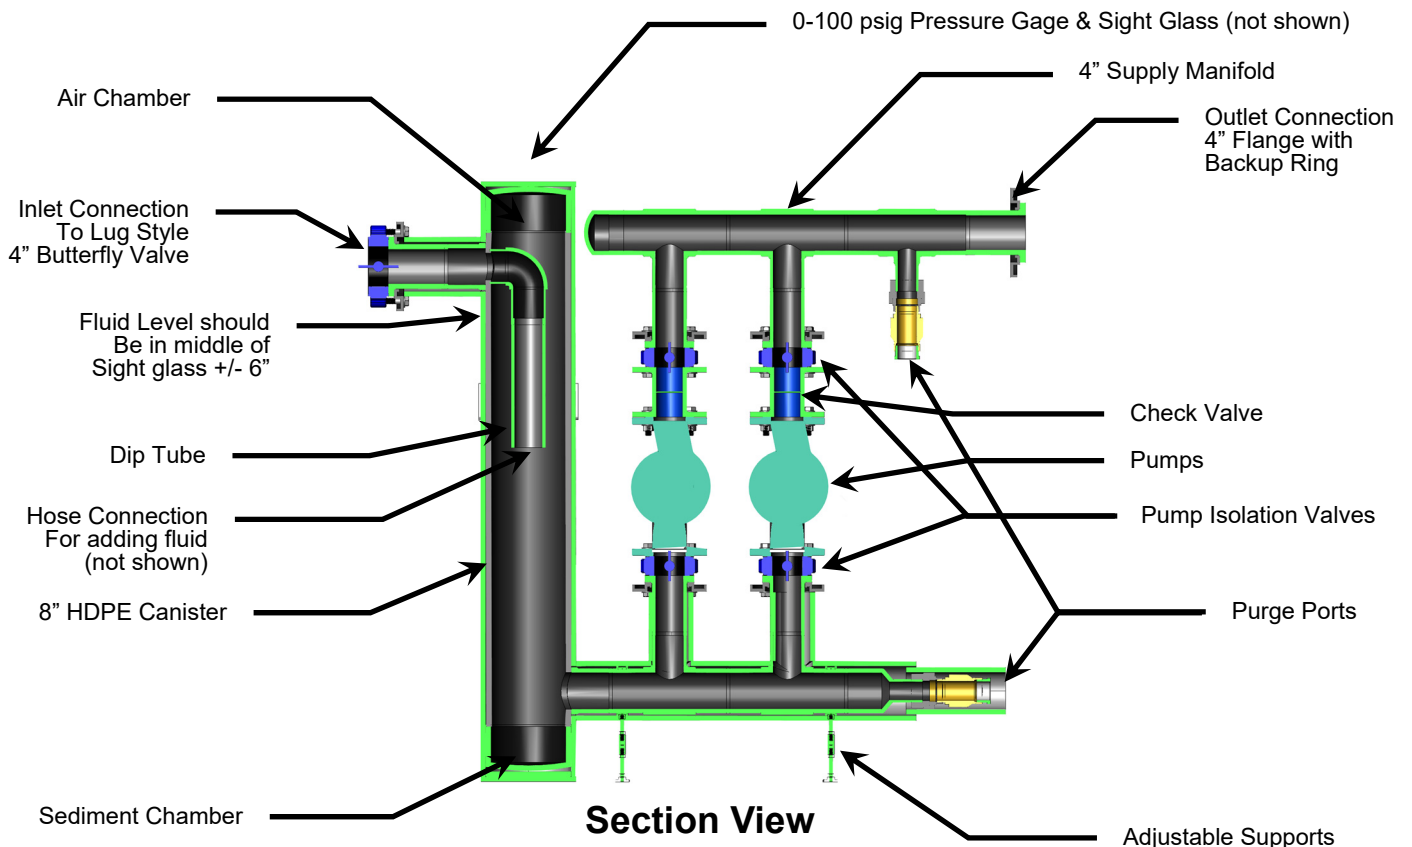 0-100 psig Pressure Gage & Sight Glass (not shown)
4” Supply Manifold
Air Chamber
Outlet Connection
4” Flange with
Backup Ring
Inlet Connection
To Lug Style
4” Butterfly Valve
Fluid Level should
Be in middle of
Sight glass +/- 6”
Check Valve
Dip Tube
Pumps
Hose Connection
For adding fluid
(not shown)
Pump Isolation Valves
8” HDPE Canister
Purge Ports
Sediment Chamber
Section View
Adjustable Supports